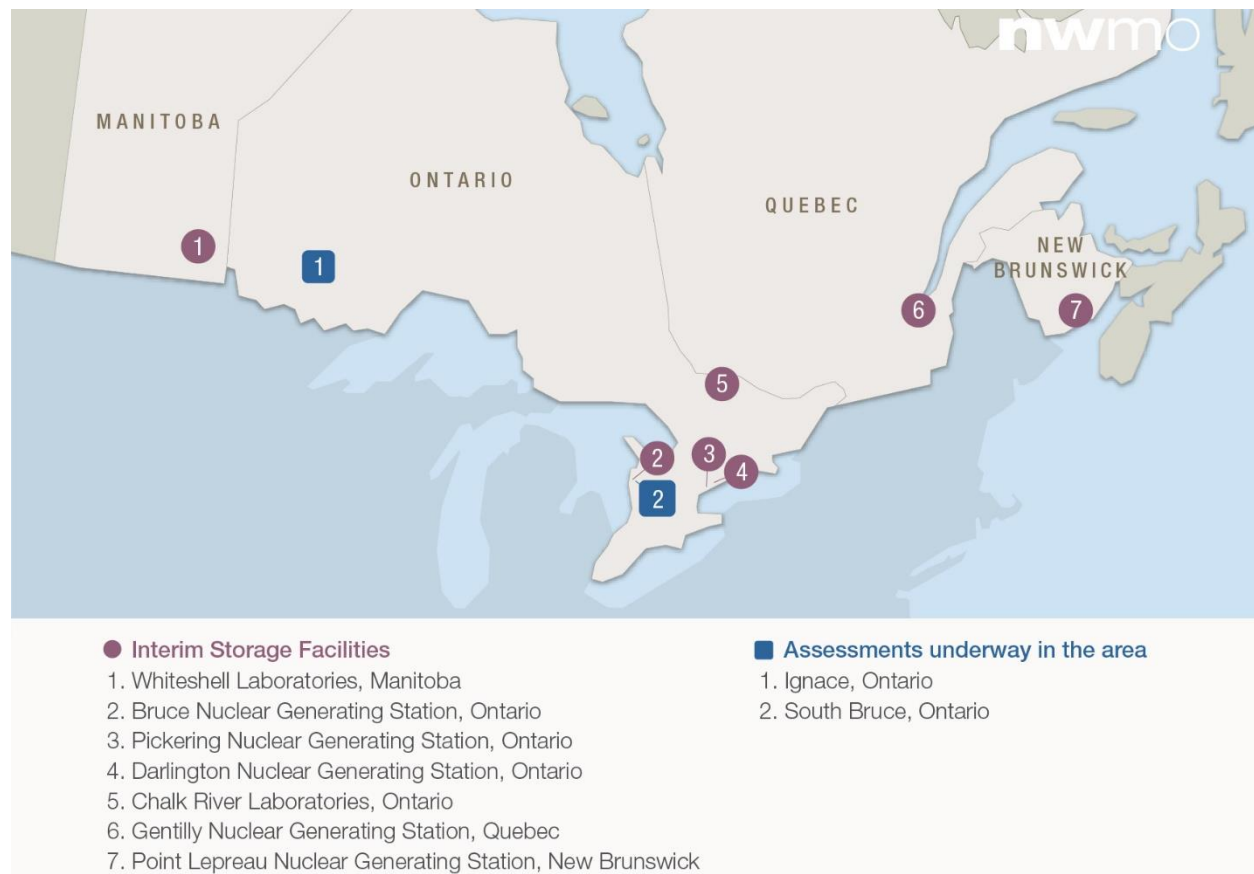 nwmo
MANITOBA
ONTARIO
QUEBEC
NEW
BRUNSWICK
1
1
6
7
5
2
3
4
2
Interim Storage Facilities
1. Whiteshell Laboratories, Manitoba
2. Bruce Nuclear Generating Station, Ontario
3. Pickering Nuclear Generating Station, Ontario
4. Darlington Nuclear Generating Station, Ontario
5. Chalk River Laboratories, Ontario
6. Gentilly Nuclear Generating Station, Quebec
7. Point Lepreau Nuclear Generating Station, New Brunswick
Assessments underway in the area
1. Ignace, Ontario
2. South Bruce, Ontario